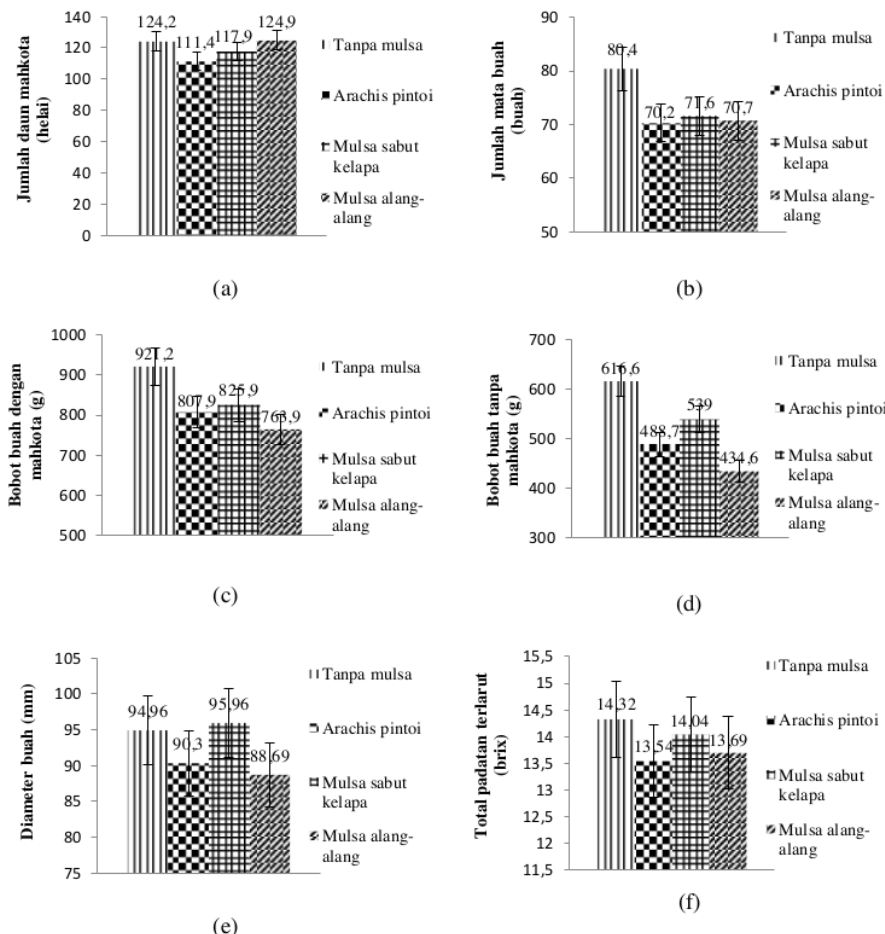 Jumlah daun mahkota
(helai)
140
120
100
80
60
40
20
0
124,2
111,4
117,9
124,9
Tanpa mulsa
Arachis pintoi
Mulsa sabut
kelapa
Mulsa alang-
alang
(a)
Jumlah mata buah
(buah)
90
80
70
60
50
80,4
70,2
71,6
70,7
Tanpa mulsa
Arachis pintoi
Mulsa sabut
kelapa
Mulsa alang-
alang
(b)
Bobot buah dengan
mahkota (g)
1000
900
800
700
600
500
921,2
807,9
825,9
763,9
Tanpa mulsa
Arachis pintoi
Mulsa sabut
kelapa
Mulsa alang-
alang
(c)
Bobot buah tanpa
mahkota (g)
700
600
500
400
300
616,6
488,7
539
434,6
Tanpa mulsa
Arachis pintoi
Mulsa sabut
kelapa
Mulsa alang-
alang
(d)
Diameter buah (mm)
105
100
95
90
85
80
75
94,96
90,3
95,96
88,69
Tanpa mulsa
Arachis pintoi
Mulsa sabut
kelapa
Mulsa alang-
alang
(e)
Total padatan terlarut
(brix)
15,5
15
14,5
14
13,5
13
12,5
12
11,5
14,32
13,54
14,04
13,69
Tanpa mulsa
Arachis pintoi
Mulsa sabut
kelapa
Mulsa alang-
alang
(f)